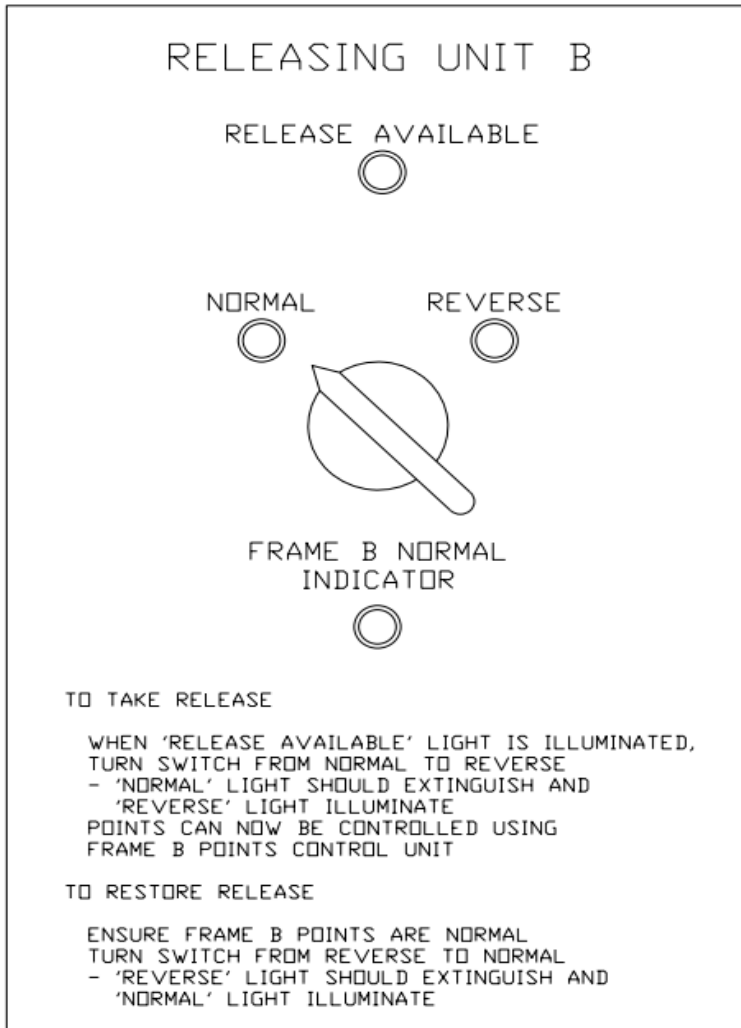 RELEASING UNIT B
RELEASE AVAILABLE
NORMAL REVERSE
FRAME B NORMAL
INDICATOR
TO TAKE RELEASE
WHEN 'RELEASE AVAILABLE' LIGHT IS ILLUMINATED,
TURN SWITCH FROM NORMAL TO REVERSE
- 'NORMAL' LIGHT SHOULD EXTINGUISH AND
'REVERSE' LIGHT ILLUMINATE
POINTS CAN NOW BE CONTROLLED USING
FRAME B POINTS CONTROL UNIT
TO RESTORE RELEASE
ENSURE FRAME B POINTS ARE NORMAL
TURN SWITCH FROM REVERSE TO NORMAL
- 'REVERSE' LIGHT SHOULD EXTINGUISH AND
'NORMAL' LIGHT ILLUMINATE